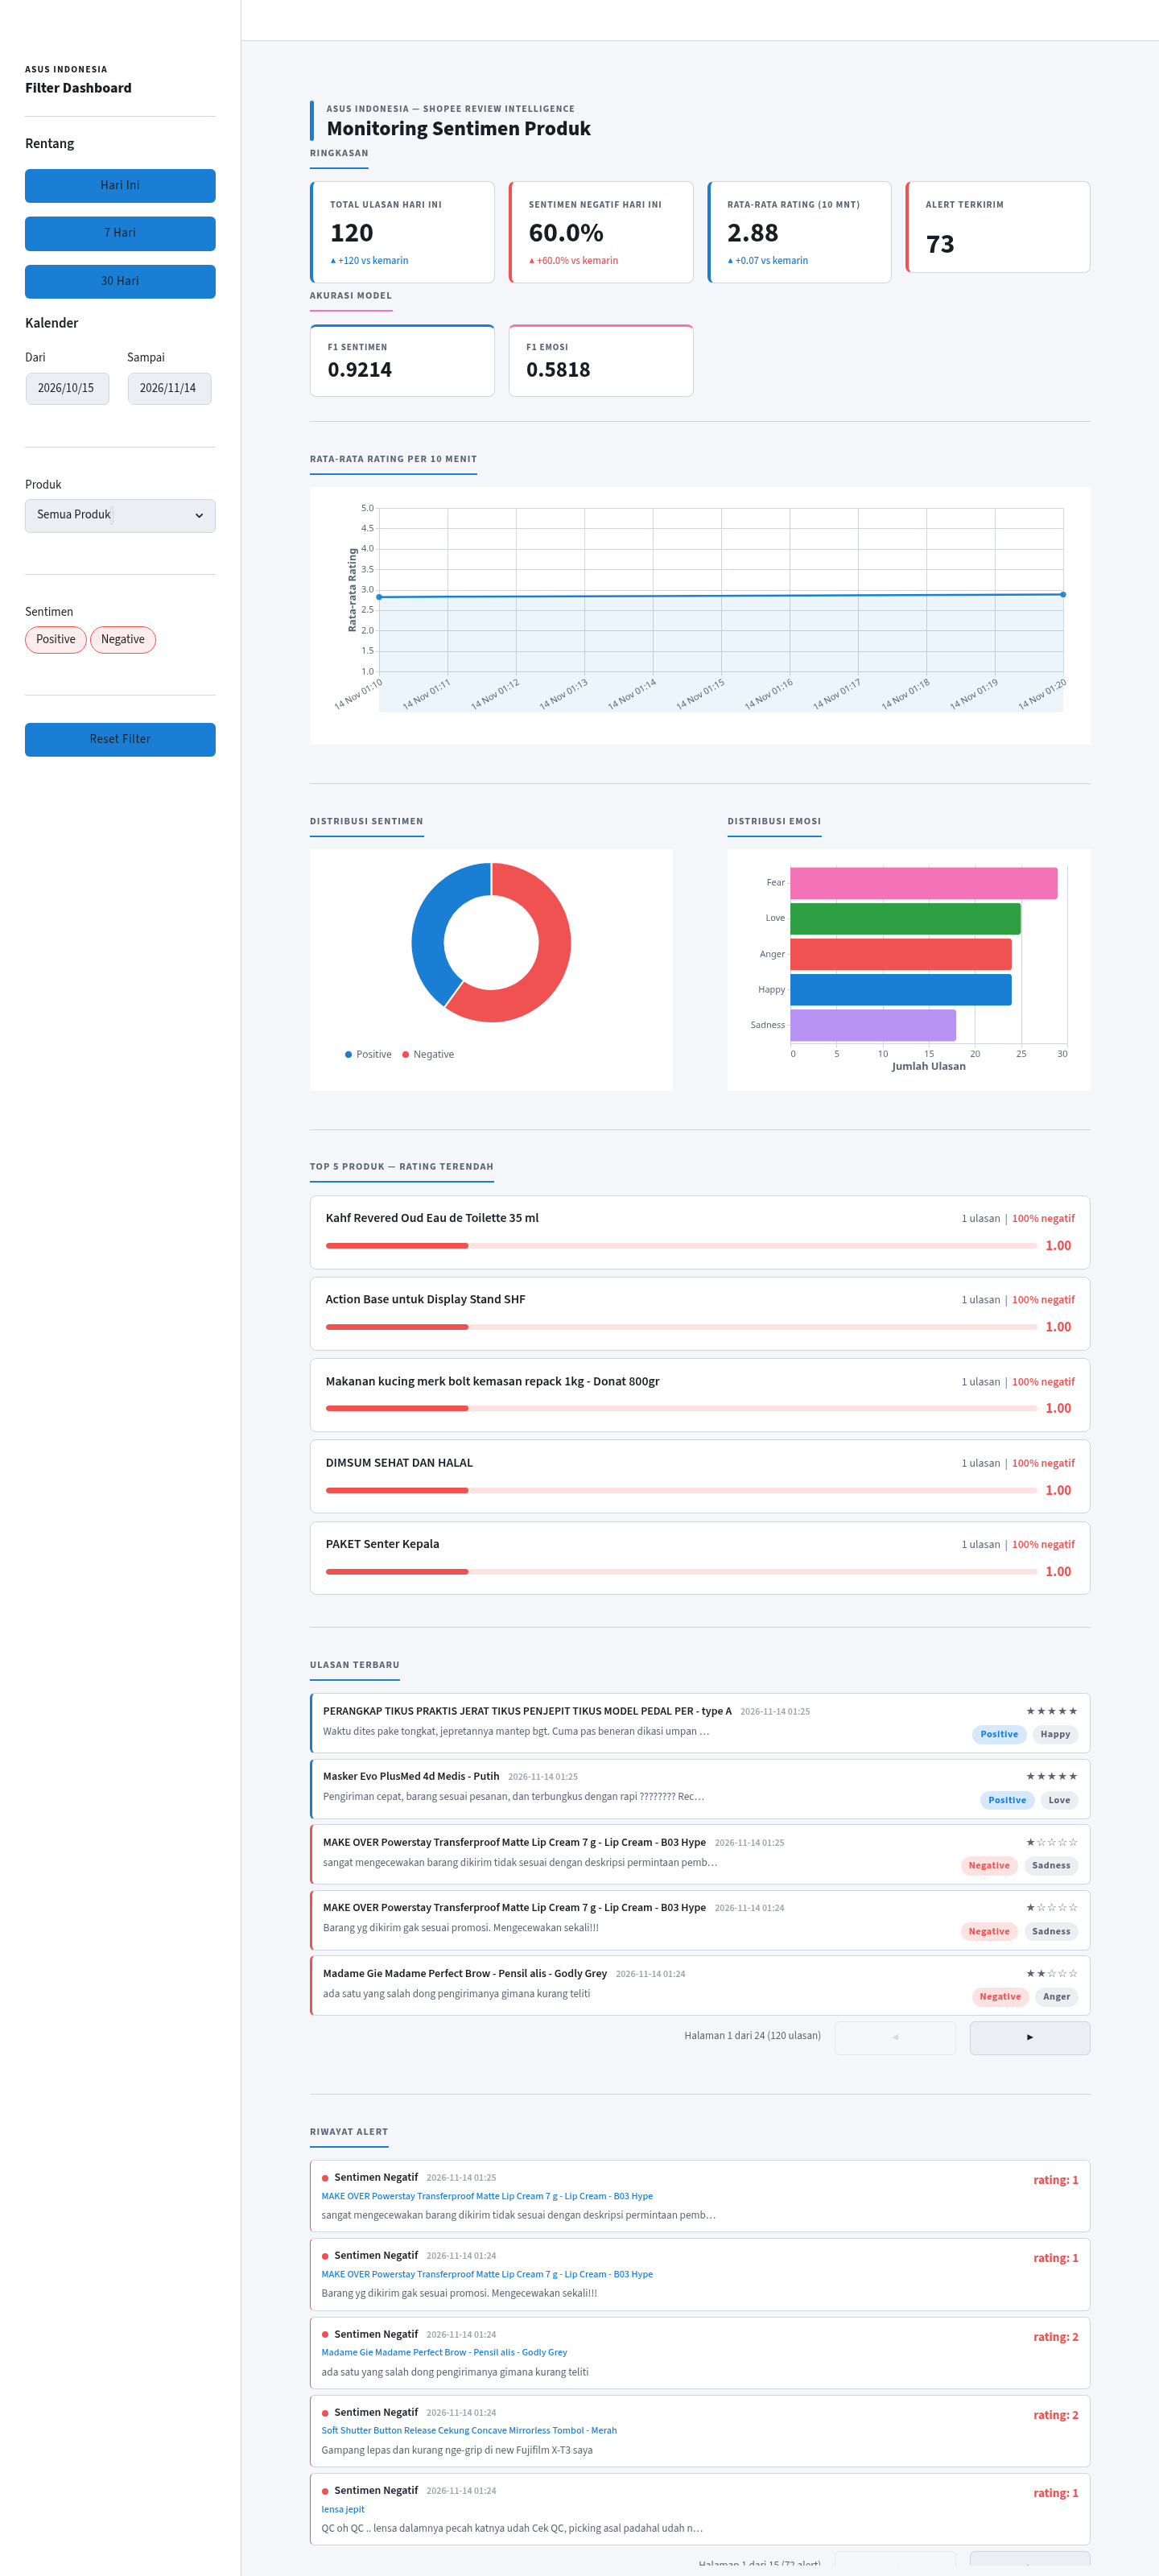 ASUS INDONESIA
Filter Dashboard
Rentang
Hari Ini
7 Hari
30 Hari
Kalender
Dari Sampai
2026/10/15 2026/11/14
Produk
Semua Produk
Sentimen
Positive Negative
Reset Filter
ASUS INDONESIA — SHOPEE REVIEW INTELLIGENCE
Monitoring Sentimen Produk
RINGKASAN
TOTAL ULASAN HARI INI
120
▲ +120 vs kemarin
SENTIMEN NEGATIF HARI INI
60.0%
▲ +60.0% vs kemarin
RATA-RATA RATING (10 MNT)
2.88
▲ +0.07 vs kemarin
ALERT TERKIRIM
73
AKURASI MODEL
F1 SENTIMEN
0.9214
F1 EMOSI
0.5818
RATA-RATA RATING PER 10 MENIT
Rata-rata Rating
5.0
4.5
4.0
3.5
3.0
2.5
2.0
1.5
1.0
14 Nov 01:10 14 Nov 01:11 14 Nov 01:12 14 Nov 01:13 14 Nov 01:14 14 Nov 01:15 14 Nov 01:16 14 Nov 01:17 14 Nov 01:18 14 Nov 01:19 14 Nov 01:20
DISTRIBUSI SENTIMEN
Positive Negative
DISTRIBUSI EMOSI
Fear
Love
Anger
Happy
Sadness
0 5 10 15 20 25 30
Jumlah Ulasan
TOP 5 PRODUK — RATING TERENDAH
Kahf Revered Oud Eau de Toilette 35 ml 1 ulasan | 100% negatif
1.00
Action Base untuk Display Stand SHF 1 ulasan | 100% negatif
1.00
Makanan kucing merk bolt kemasan repack 1kg - Donat 800gr 1 ulasan | 100% negatif
1.00
DIMSUM SEHAT DAN HALAL 1 ulasan | 100% negatif
1.00
PAKET Senter Kepala 1 ulasan | 100% negatif
1.00
ULASAN TERBARU
PERANGKAP TIKUS PRAKTIS JERAT TIKUS PENJEPIT TIKUS MODEL PEDAL PER - type A 2026-11-14 01:25 ★★★★★
Waktu dites pake tongkat, jepretannya mantep bgt. Cuma pas beneran dikasi umpan … Positive Happy
Masker Evo PlusMed 4d Medis - Putih 2026-11-14 01:25 ★★★★★
Pengiriman cepat, barang sesuai pesanan, dan terbungkus dengan rapi ???????? Rec… Positive Love
MAKE OVER Powerstay Transferproof Matte Lip Cream 7 g - Lip Cream - B03 Hype 2026-11-14 01:25 ★☆☆☆☆
sangat mengecewakan barang dikirim tidak sesuai dengan deskripsi permintaan pemb… Negative Sadness
MAKE OVER Powerstay Transferproof Matte Lip Cream 7 g - Lip Cream - B03 Hype 2026-11-14 01:24 ★☆☆☆☆
Barang yg dikirim gak sesuai promosi. Mengecewakan sekali!!! Negative Sadness
Madame Gie Madame Perfect Brow - Pensil alis - Godly Grey 2026-11-14 01:24 ★★☆☆☆
ada satu yang salah dong pengirimanya gimana kurang teliti Negative Anger
Halaman 1 dari 24 (120 ulasan) ◄ ►
RIWAYAT ALERT
Sentimen Negatif 2026-11-14 01:25 rating: 1
MAKE OVER Powerstay Transferproof Matte Lip Cream 7 g - Lip Cream - B03 Hype
sangat mengecewakan barang dikirim tidak sesuai dengan deskripsi permintaan pemb…
Sentimen Negatif 2026-11-14 01:24 rating: 1
MAKE OVER Powerstay Transferproof Matte Lip Cream 7 g - Lip Cream - B03 Hype
Barang yg dikirim gak sesuai promosi. Mengecewakan sekali!!!
Sentimen Negatif 2026-11-14 01:24 rating: 2
Madame Gie Madame Perfect Brow - Pensil alis - Godly Grey
ada satu yang salah dong pengirimanya gimana kurang teliti
Sentimen Negatif 2026-11-14 01:24 rating: 2
Soft Shutter Button Release Cekung Concave Mirrorless Tombol - Merah
Gampang lepas dan kurang nge-grip di new Fujifilm X-T3 saya
Sentimen Negatif 2026-11-14 01:24 rating: 1
lensa jepit
QC oh QC .. lensa dalamnya pecah katnya udah Cek QC, picking asal padahal udah n…
Halaman 1 dari 15 (72 alert)